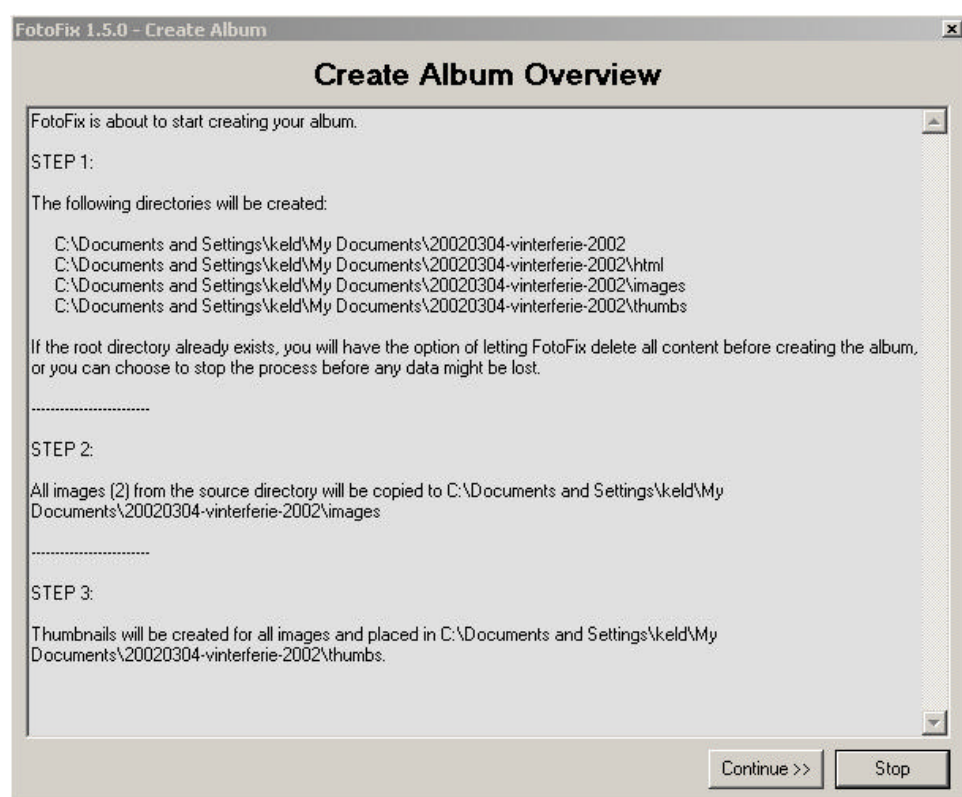 FotoFix 1.5.0 - Create Album
Create Album Overview
FotoFix is about to start creating your album.
STEP 1:
The following directories will be created:
C:\Documents and Settings\keld\My Documents\20020304-vinterferie-2002
C:\Documents and Settings\keld\My Documents\20020304-vinterferie-2002\html
C:\Documents and Settings\keld\My Documents\20020304-vinterferie-2002\images
C:\Documents and Settings\keld\My Documents\20020304-vinterferie-2002\thumbs
If the root directory already exists, you will have the option of letting FotoFix delete all content before creating the album,
or you can choose to stop the process before any data might be lost.
------------------------
STEP 2:
All images (2) from the source directory will be copied to C:\Documents and Settings\keld\My
Documents\20020304-vinterferie-2002\images
------------------------
STEP 3:
Thumbnails will be created for all images and placed in C:\Documents and Settings\keld\My
Documents\20020304-vinterferie-2002\thumbs.
Continue >> Stop